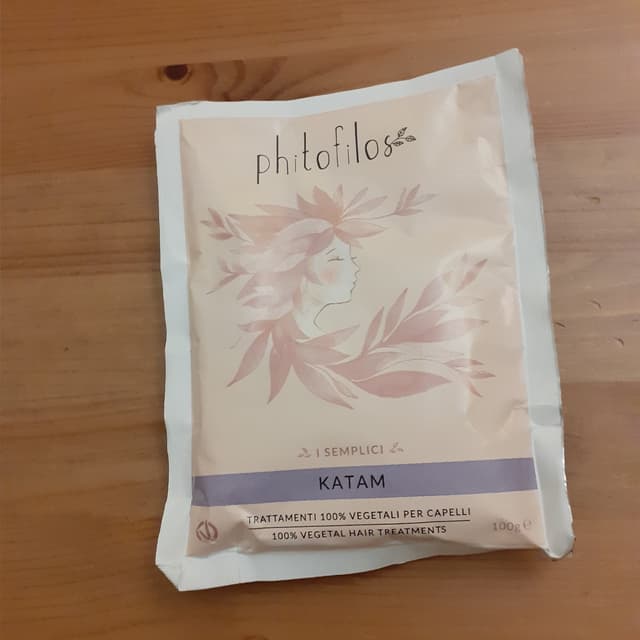 phitofilos
I SEMPLICI
KATAM
TRATTAMENTI 100% VEGETALI PER CAPELLI
100% VEGETAL HAIR TREATMENTS
100g e